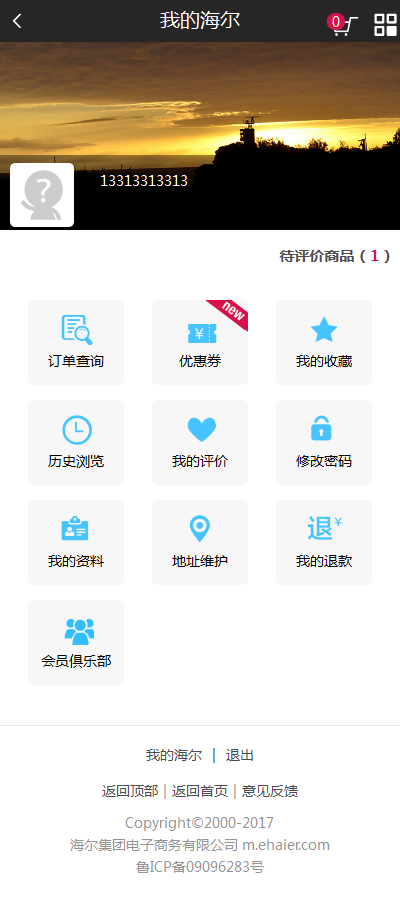 我的海尔
0
13313313313
待评价商品（1）
订单查询
¥
new
优惠券
我的收藏
历史浏览
我的评价
修改密码
我的资料
地址维护
退¥
我的退款
会员俱乐部
我的海尔 | 退出
返回顶部 | 返回首页 | 意见反馈
Copyright©2000-2017
海尔集团电子商务有限公司 m.ehaier.com
鲁ICP备09096283号